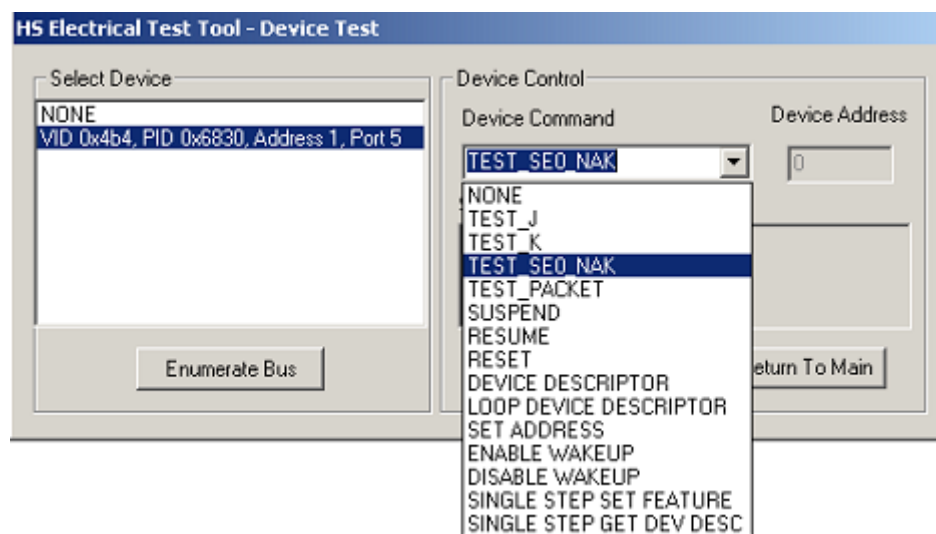 HS Electrical Test Tool - Device Test
Select Device
NONE
VID 0x4b4, PID 0x6830, Address 1, Port 5
Enumerate Bus
Device Control
Device Command
Device Address
TEST_SE0_NAK
0
NONE
TEST_J
TEST_K
TEST_SE0_NAK
TEST_PACKET
SUSPEND
RESUME
RESET
DEVICE DESCRIPTOR
LOOP DEVICE DESCRIPTOR
SET ADDRESS
ENABLE WAKEUP
DISABLE WAKEUP
SINGLE STEP SET FEATURE
SINGLE STEP GET DEV DESC
eturn To Main